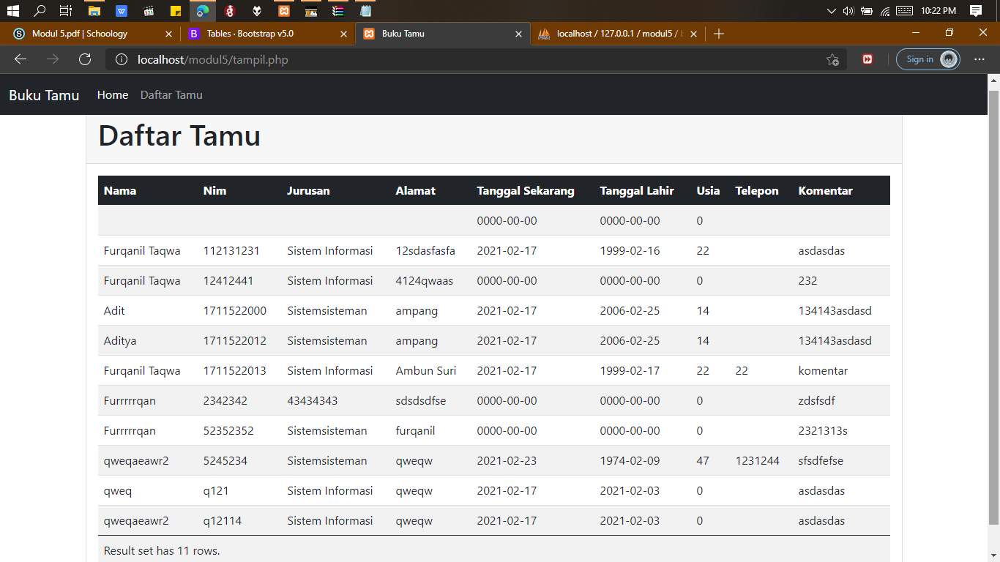 10:22 PM
Modul 5.pdf | Schoology
Tables · Bootstrap v5.0
Buku Tamu
localhost / 127.0.0.1 / modul5 /
localhost/modul5/tampil.php
Sign in
Buku Tamu Home Daftar Tamu
Daftar Tamu
Nama Nim Jurusan Alamat Tanggal Sekarang Tanggal Lahir Usia Telepon Komentar
0000-00-00 0000-00-00 0
Furqanil Taqwa 112131231 Sistem Informasi 12sdasfasfa 2021-02-17 1999-02-16 22 asdasdas
Furqanil Taqwa 12412441 Sistem Informasi 4124qwaas 0000-00-00 0000-00-00 0 232
Adit 1711522000 Sistemsisteman ampang 2021-02-17 2006-02-25 14 134143asdasd
Aditya 1711522012 Sistemsisteman ampang 2021-02-17 2006-02-25 14 134143asdasd
Furqanil Taqwa 1711522013 Sistem Informasi Ambun Suri 2021-02-17 1999-02-17 22 22 komentar
Furrrrrqan 2342342 43434343 sdsdsdfse 0000-00-00 0000-00-00 0 zdsfsdf
Furrrrrqan 52352352 Sistemsisteman furqanil 0000-00-00 0000-00-00 0 2321313s
qweqaeawr2 5245234 Sistemsisteman qweqw 2021-02-23 1974-02-09 47 1231244 sfsdfefse
qweq q121 Sistem Informasi qweqw 2021-02-17 2021-02-03 0 asdasdas
qweqaeawr2 q12114 Sistem Informasi qweqw 2021-02-17 2021-02-03 0 asdasdas
Result set has 11 rows.